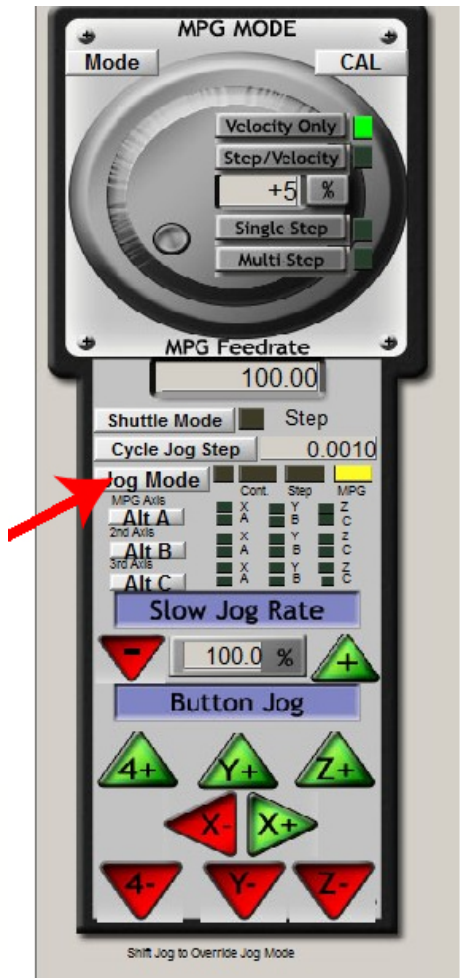 MPG MODE
Mode CAL
Velocity Only
Step/Velocity
+5 %
Single Step
Multi Step
MPG Feedrate
100.00
Shuttle Mode Step
Cycle Jog Step 0.0010
Jog Mode Cont. Step MPG
MPG Axis X Y Z
Alt A A B C
2nd Axis X Y Z
Alt B A B C
3rd Axis X Y Z
Alt C A B C
Slow Jog Rate
- 100.0 % +
Button Jog
4+ Y+ Z+
X- X+
4- Y- Z-
Shift Jog to Override Jog Mode